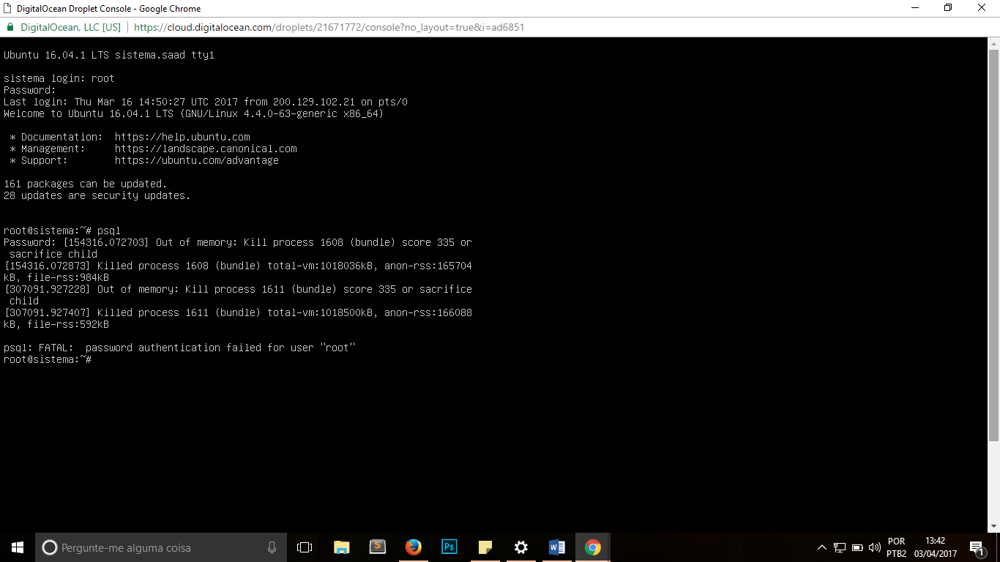 DigitalOcean Droplet Console - Google Chrome
DigitalOcean, LLC [US]
https://cloud.digitalocean.com/droplets/21671772/console?no_layout=true&i=ad6851
Ubuntu 16.04.1 LTS sistema.saad tty1
sistema login: root
Password:
Last login: Thu Mar 16 14:50:27 UTC 2017 from 200.129.102.21 on pts/0
Welcome to Ubuntu 16.04.1 LTS (GNU/Linux 4.4.0-63-generic x86_64)
* Documentation:  https://help.ubuntu.com
* Management:     https://landscape.canonical.com
* Support:        https://ubuntu.com/advantage
161 packages can be updated.
28 updates are security updates.
root@sistema:~# psql
Password: [154316.072703] Out of memory: Kill process 1608 (bundle) score 335 or
sacrifice child
[154316.072873] Killed process 1608 (bundle) total-vm:1018036kB, anon-rss:165704
kB, file-rss:984kB
[307091.927228] Out of memory: Kill process 1611 (bundle) score 335 or sacrifice
child
[307091.927407] Killed process 1611 (bundle) total-vm:1018500kB, anon-rss:166088
kB, file-rss:592kB
psql: FATAL:  password authentication failed for user "root"
root@sistema:~#
Pergunte-me alguma coisa
S
Ps
W
POR
PTB2
13:42
03/04/2017
1